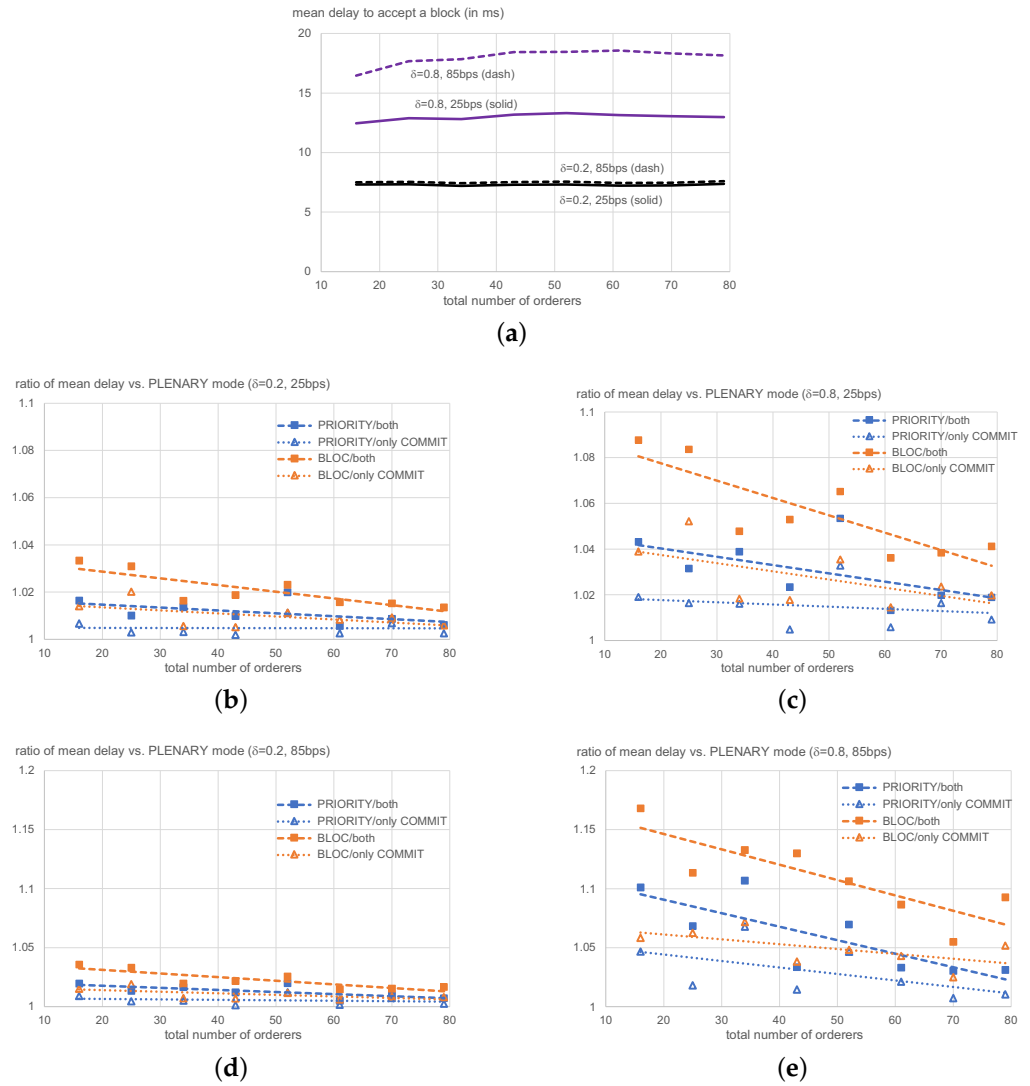 mean delay to accept a block (in ms)
20
15
10
5
0
δ=0.8, 85bps (dash)
δ=0.8, 25bps (solid)
δ=0.2, 85bps (dash)
δ=0.2, 25bps (solid)
10 20 30 40 50 60 70 80
total number of orderers
(a)
ratio of mean delay vs. PLENARY mode (δ=0.2, 25bps)
1.1
1.08
1.06
1.04
1.02
1
PRIORITY/both
PRIORITY/only COMMIT
BLOC/both
BLOC/only COMMIT
10 20 30 40 50 60 70 80
total number of orderers
(b)
ratio of mean delay vs. PLENARY mode (δ=0.8, 25bps)
1.1
1.08
1.06
1.04
1.02
1
PRIORITY/both
PRIORITY/only COMMIT
BLOC/both
BLOC/only COMMIT
10 20 30 40 50 60 70 80
total number of orderers
(c)
ratio of mean delay vs. PLENARY mode (δ=0.2, 85bps)
1.2
1.15
1.1
1.05
1
PRIORITY/both
PRIORITY/only COMMIT
BLOC/both
BLOC/only COMMIT
10 20 30 40 50 60 70 80
total number of orderers
(d)
ratio of mean delay vs. PLENARY mode (δ=0.8, 85bps)
1.2
1.15
1.1
1.05
1
PRIORITY/both
PRIORITY/only COMMIT
BLOC/both
BLOC/only COMMIT
10 20 30 40 50 60 70 80
total number of orderers
(e)